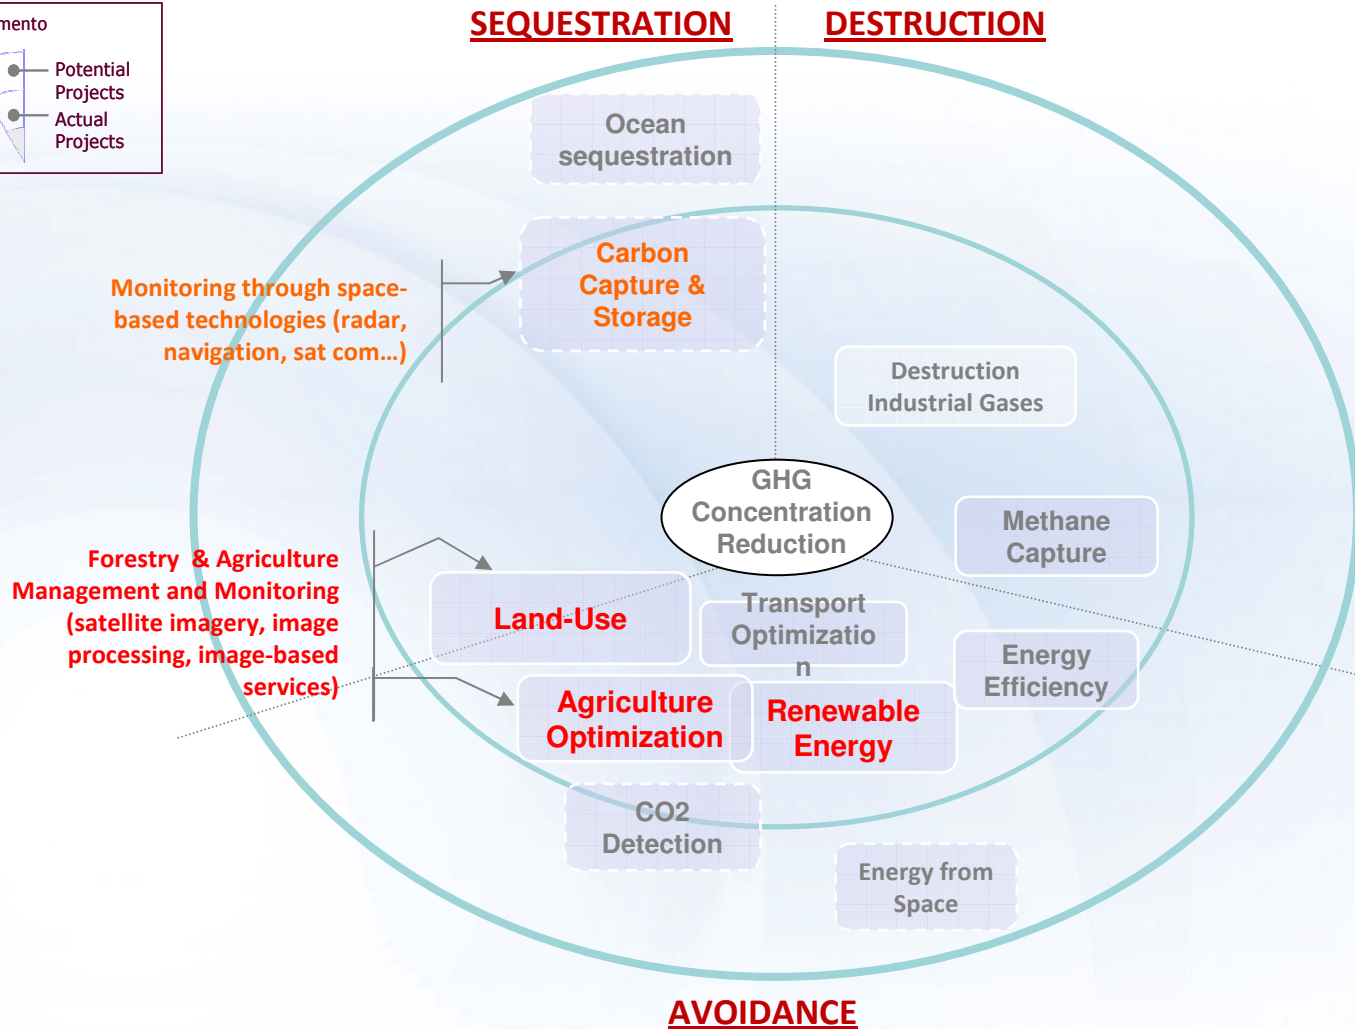 SEQUESTRATION
DESTRUCTION
Potential
Projects
Actual
Projects
Ocean
sequestration
Carbon
Capture &
Storage
Monitoring through space-
based technologies (radar,
navigation, sat com…)
Destruction
Industrial Gases
GHG
Concentration
Reduction
Methane
Capture
Forestry & Agriculture
Management and Monitoring
(satellite imagery, image
processing, image-based
services)
Land-Use
Transport
Optimizatio
n
Energy
Efficiency
Agriculture
Optimization
Renewable
Energy
CO2
Detection
Energy from
Space
AVOIDANCE